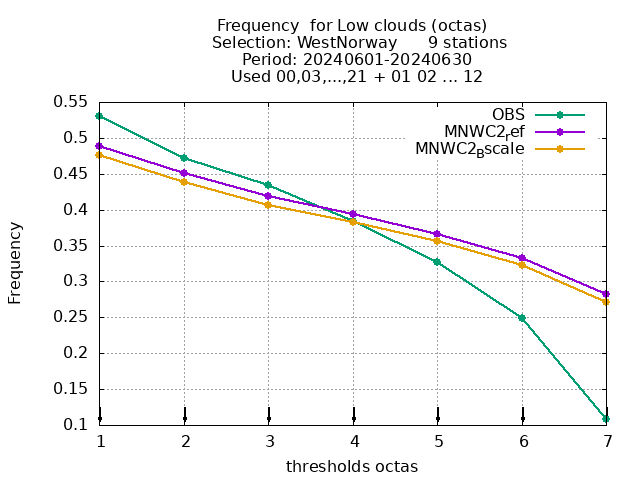 Frequency  for Low clouds (octas)
Selection: WestNorway      9 stations
Period: 20240601-20240630
Used 00,03,...,21 + 01 02 ... 12
OBS
MNWC2ref
MNWC2Bscale
0.55
0.5
0.45
0.4
0.35
0.3
0.25
0.2
0.15
0.1
Frequency
1 2 3 4 5 6 7
thresholds octas